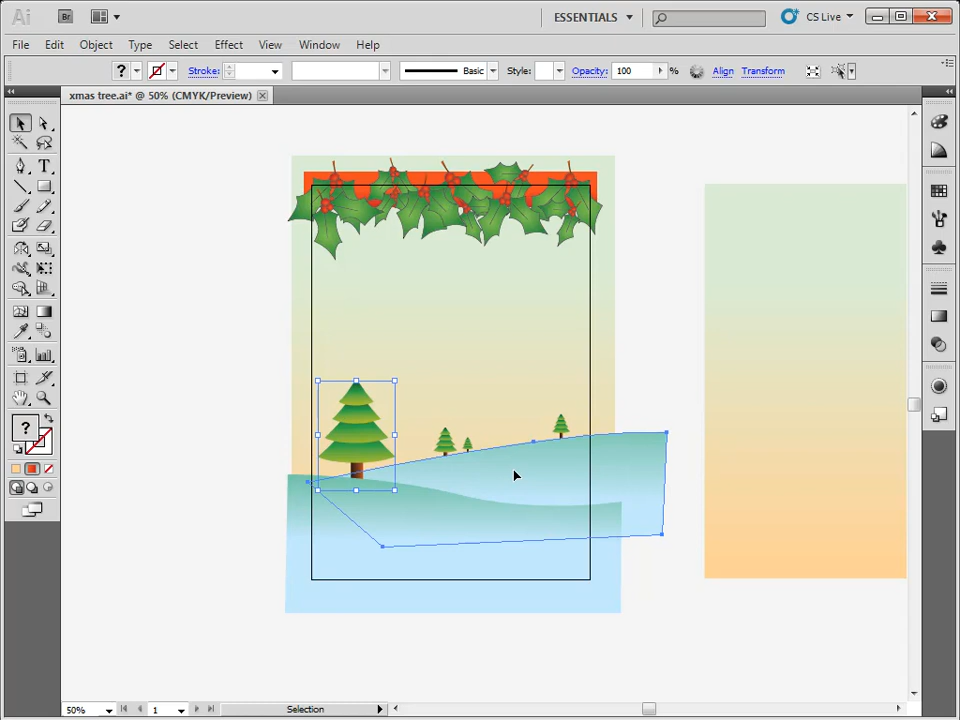 Ai Br ESSENTIALS CS Live
File Edit Object Type Select Effect View Window Help
? Stroke: Basic Style: Opacity: 100 % Align Transform
xmas tree.ai* @ 50% (CMYK/Preview)
T
?
50% 1 Selection